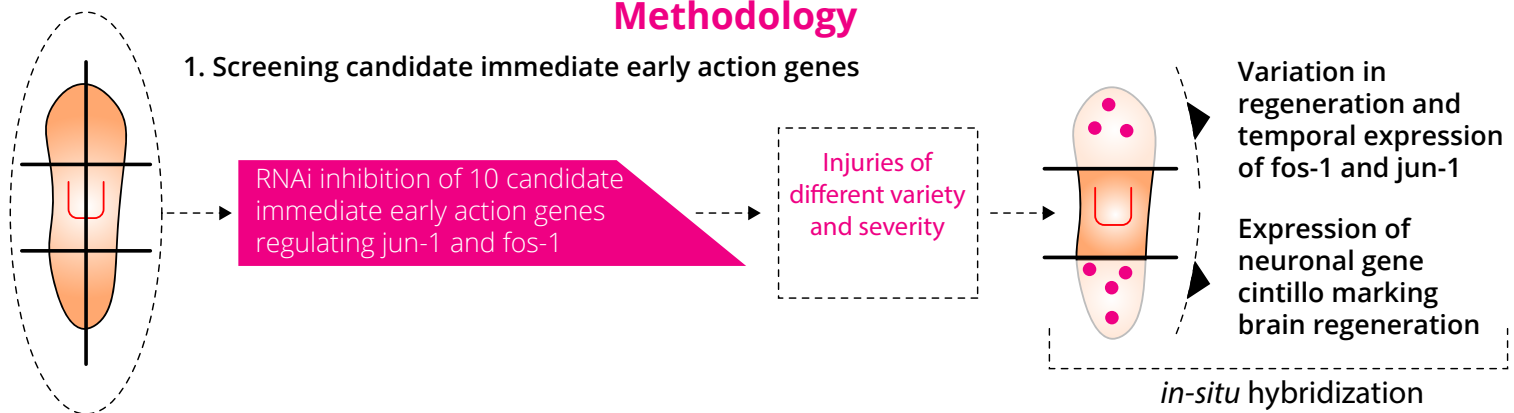 Methodology
1. Screening candidate immediate early action genes
RNAi inhibition of 10 candidate
immediate early action genes
regulating jun-1 and fos-1
Injuries of
different variety
and severity
Variation in
regeneration and
temporal expression
of fos-1 and jun-1
Expression of
neuronal gene
cintillo marking
brain regeneration
in-situ hybridization